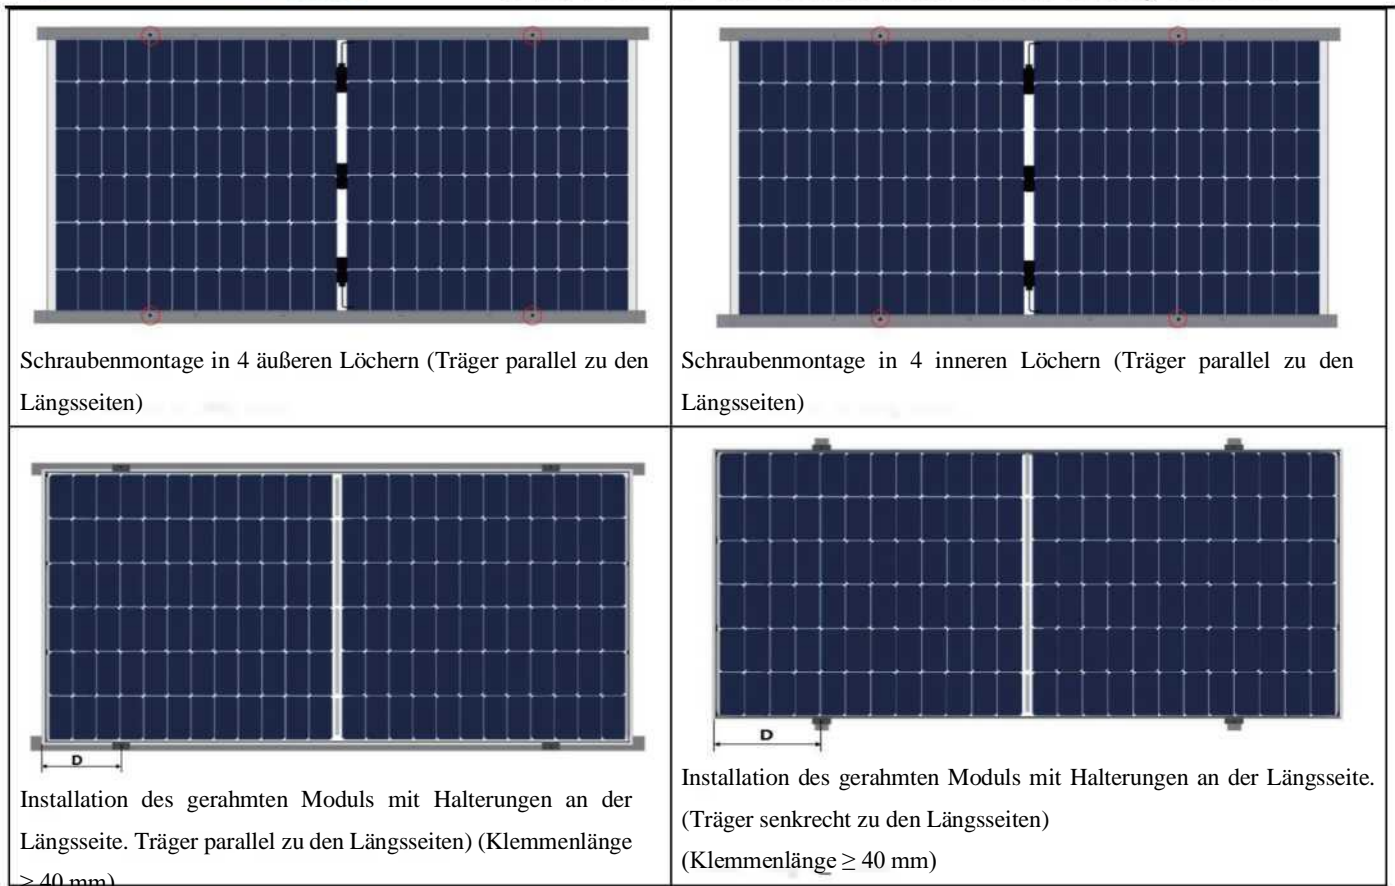 Schraubenmontage in 4 äußeren Löchern (Träger parallel zu den
Längsseiten)
Schraubenmontage in 4 inneren Löchern (Träger parallel zu den
Längsseiten)
D
Installation des gerahmten Moduls mit Halterungen an der
Längsseite. Träger parallel zu den Längsseiten) (Klemmenlänge
≥ 40 mm)
D
Installation des gerahmten Moduls mit Halterungen an der Längsseite.
(Träger senkrecht zu den Längsseiten)
(Klemmenlänge ≥ 40 mm)